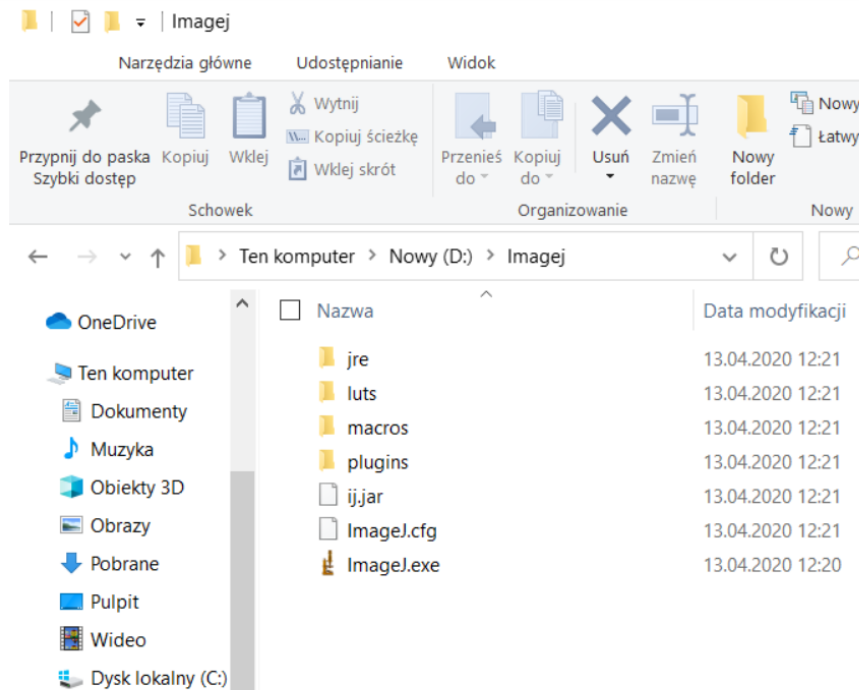 Imagej
Narzędzia główne Udostępnianie Widok
Przypnij do paska
Szybki dostęp
Kopiuj
Wklej
Wytnij
Kopiuj ścieżkę
Wklej skrót
Schowek
Przenieś
do
Kopiuj
do
Usuń
Zmień
nazwę
Organizowanie
Nowy
folder
Nowy
Łatwy
Nowy
Ten komputer > Nowy (D:) > Imagej
OneDrive
Ten komputer
Dokumenty
Muzyka
Obiekty 3D
Obrazy
Pobrane
Pulpit
Wideo
Dysk lokalny (C:)
Nazwa Data modyfikacji
jre 13.04.2020 12:21
luts 13.04.2020 12:21
macros 13.04.2020 12:21
plugins 13.04.2020 12:21
ij.jar 13.04.2020 12:21
ImageJ.cfg 13.04.2020 12:21
ImageJ.exe 13.04.2020 12:20